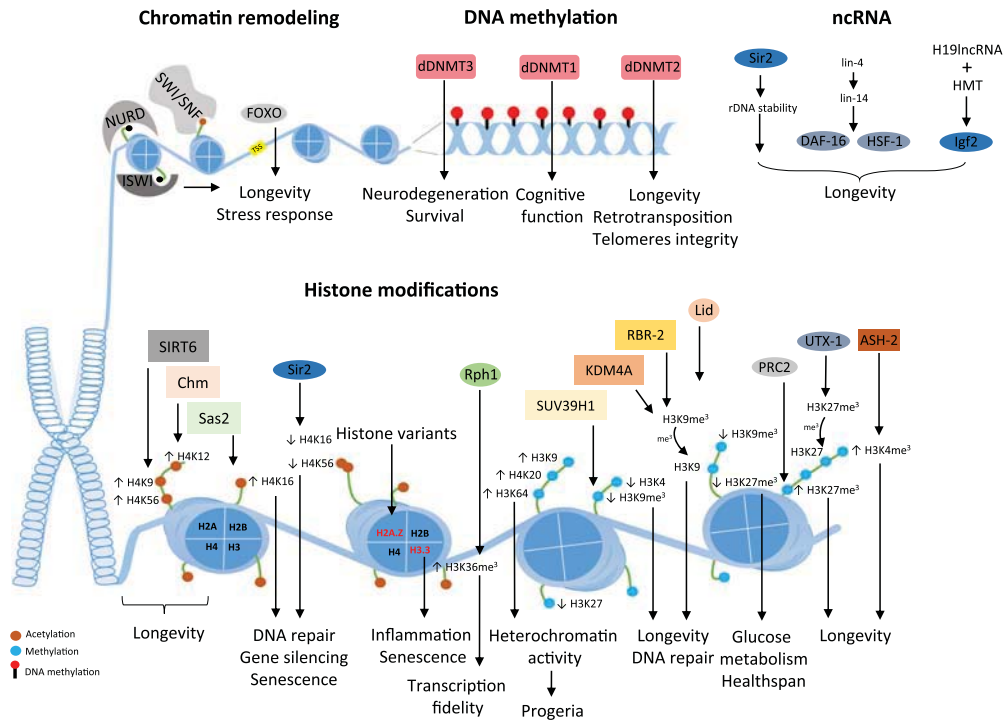 Chromatin remodeling
DNA methylation
ncRNA
NURD
SWI/SNF
ISWI
FOXO
TSS
Longevity
Stress response
dDNMT3
dDNMT1
dDNMT2
Neurodegeneration
Survival
Cognitive
function
Longevity
Retrotransposition
Telomeres integrity
Sir2
rDNA stability
lin-4
lin-14
DAF-16
HSF-1
H19lncRNA
+
HMT
Igf2
Longevity
Histone modifications
SIRT6
Chm
Sas2
↑ H4K12
↑ H4K9
↑ H4K56
↑ H4K16
H2A
H2B
H4
H3
Sir2
↓ H4K16
↓ H4K56
Histone variants
H2A.Z
H2B
H4
H3.3
Rph1
↑ H3K36me³
SUV39H1
KDM4A
RBR-2
Lid
↑ H3K9
↑ H4K20
↑ H3K64
↓ H3K4
↓ H3K9me³
↓ H3K27
H3K9me³
me³
H3K9
PRC2
UTX-1
ASH-2
↓ H3K9me³
↓ H3K27me³
H3K27me³
me³
H3K27
↑ H3K27me³
↑ H3K4me³
Longevity
DNA repair
Gene silencing
Senescence
Inflammation
Senescence
Transcription
fidelity
Heterochromatin
activity
Progeria
Longevity
DNA repair
Glucose
metabolism
Healthspan
Longevity
Acetylation
Methylation
DNA methylation